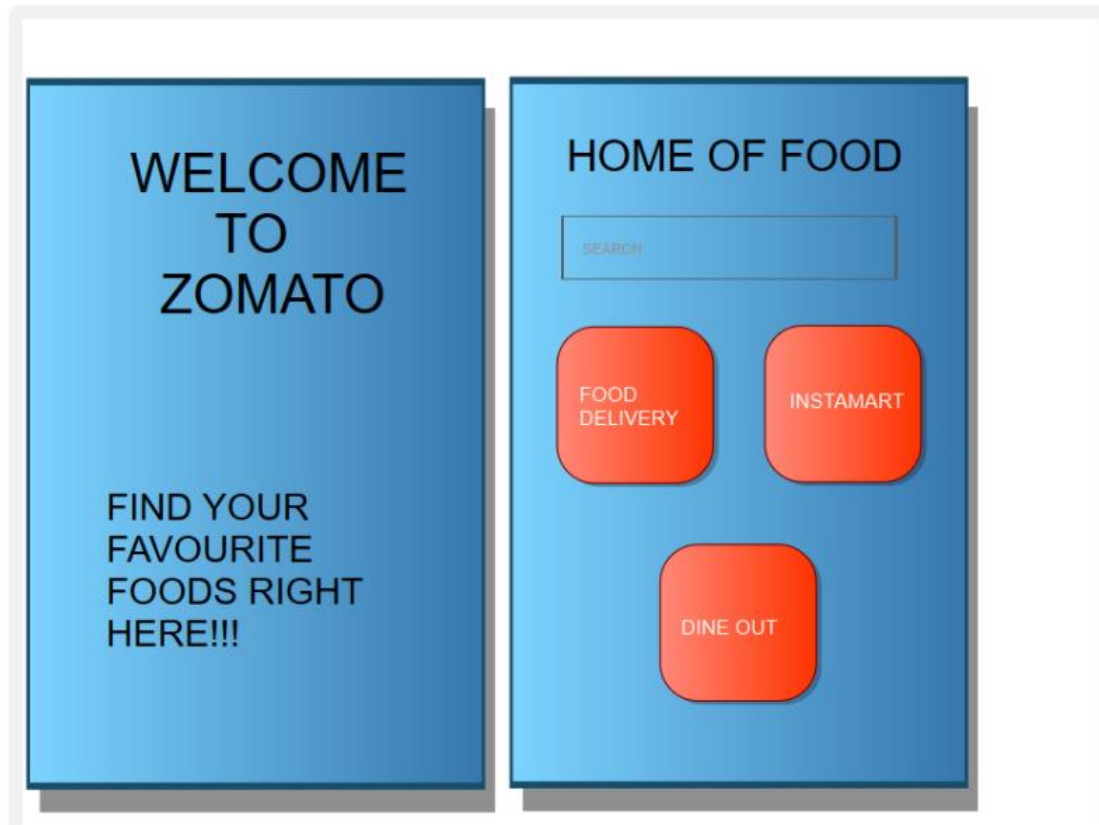 WELCOME
TO
ZOMATO
FIND YOUR
FAVOURITE
FOODS RIGHT
HERE!!!
HOME OF FOOD
SEARCH
FOOD
DELIVERY
INSTAMART
DINE OUT